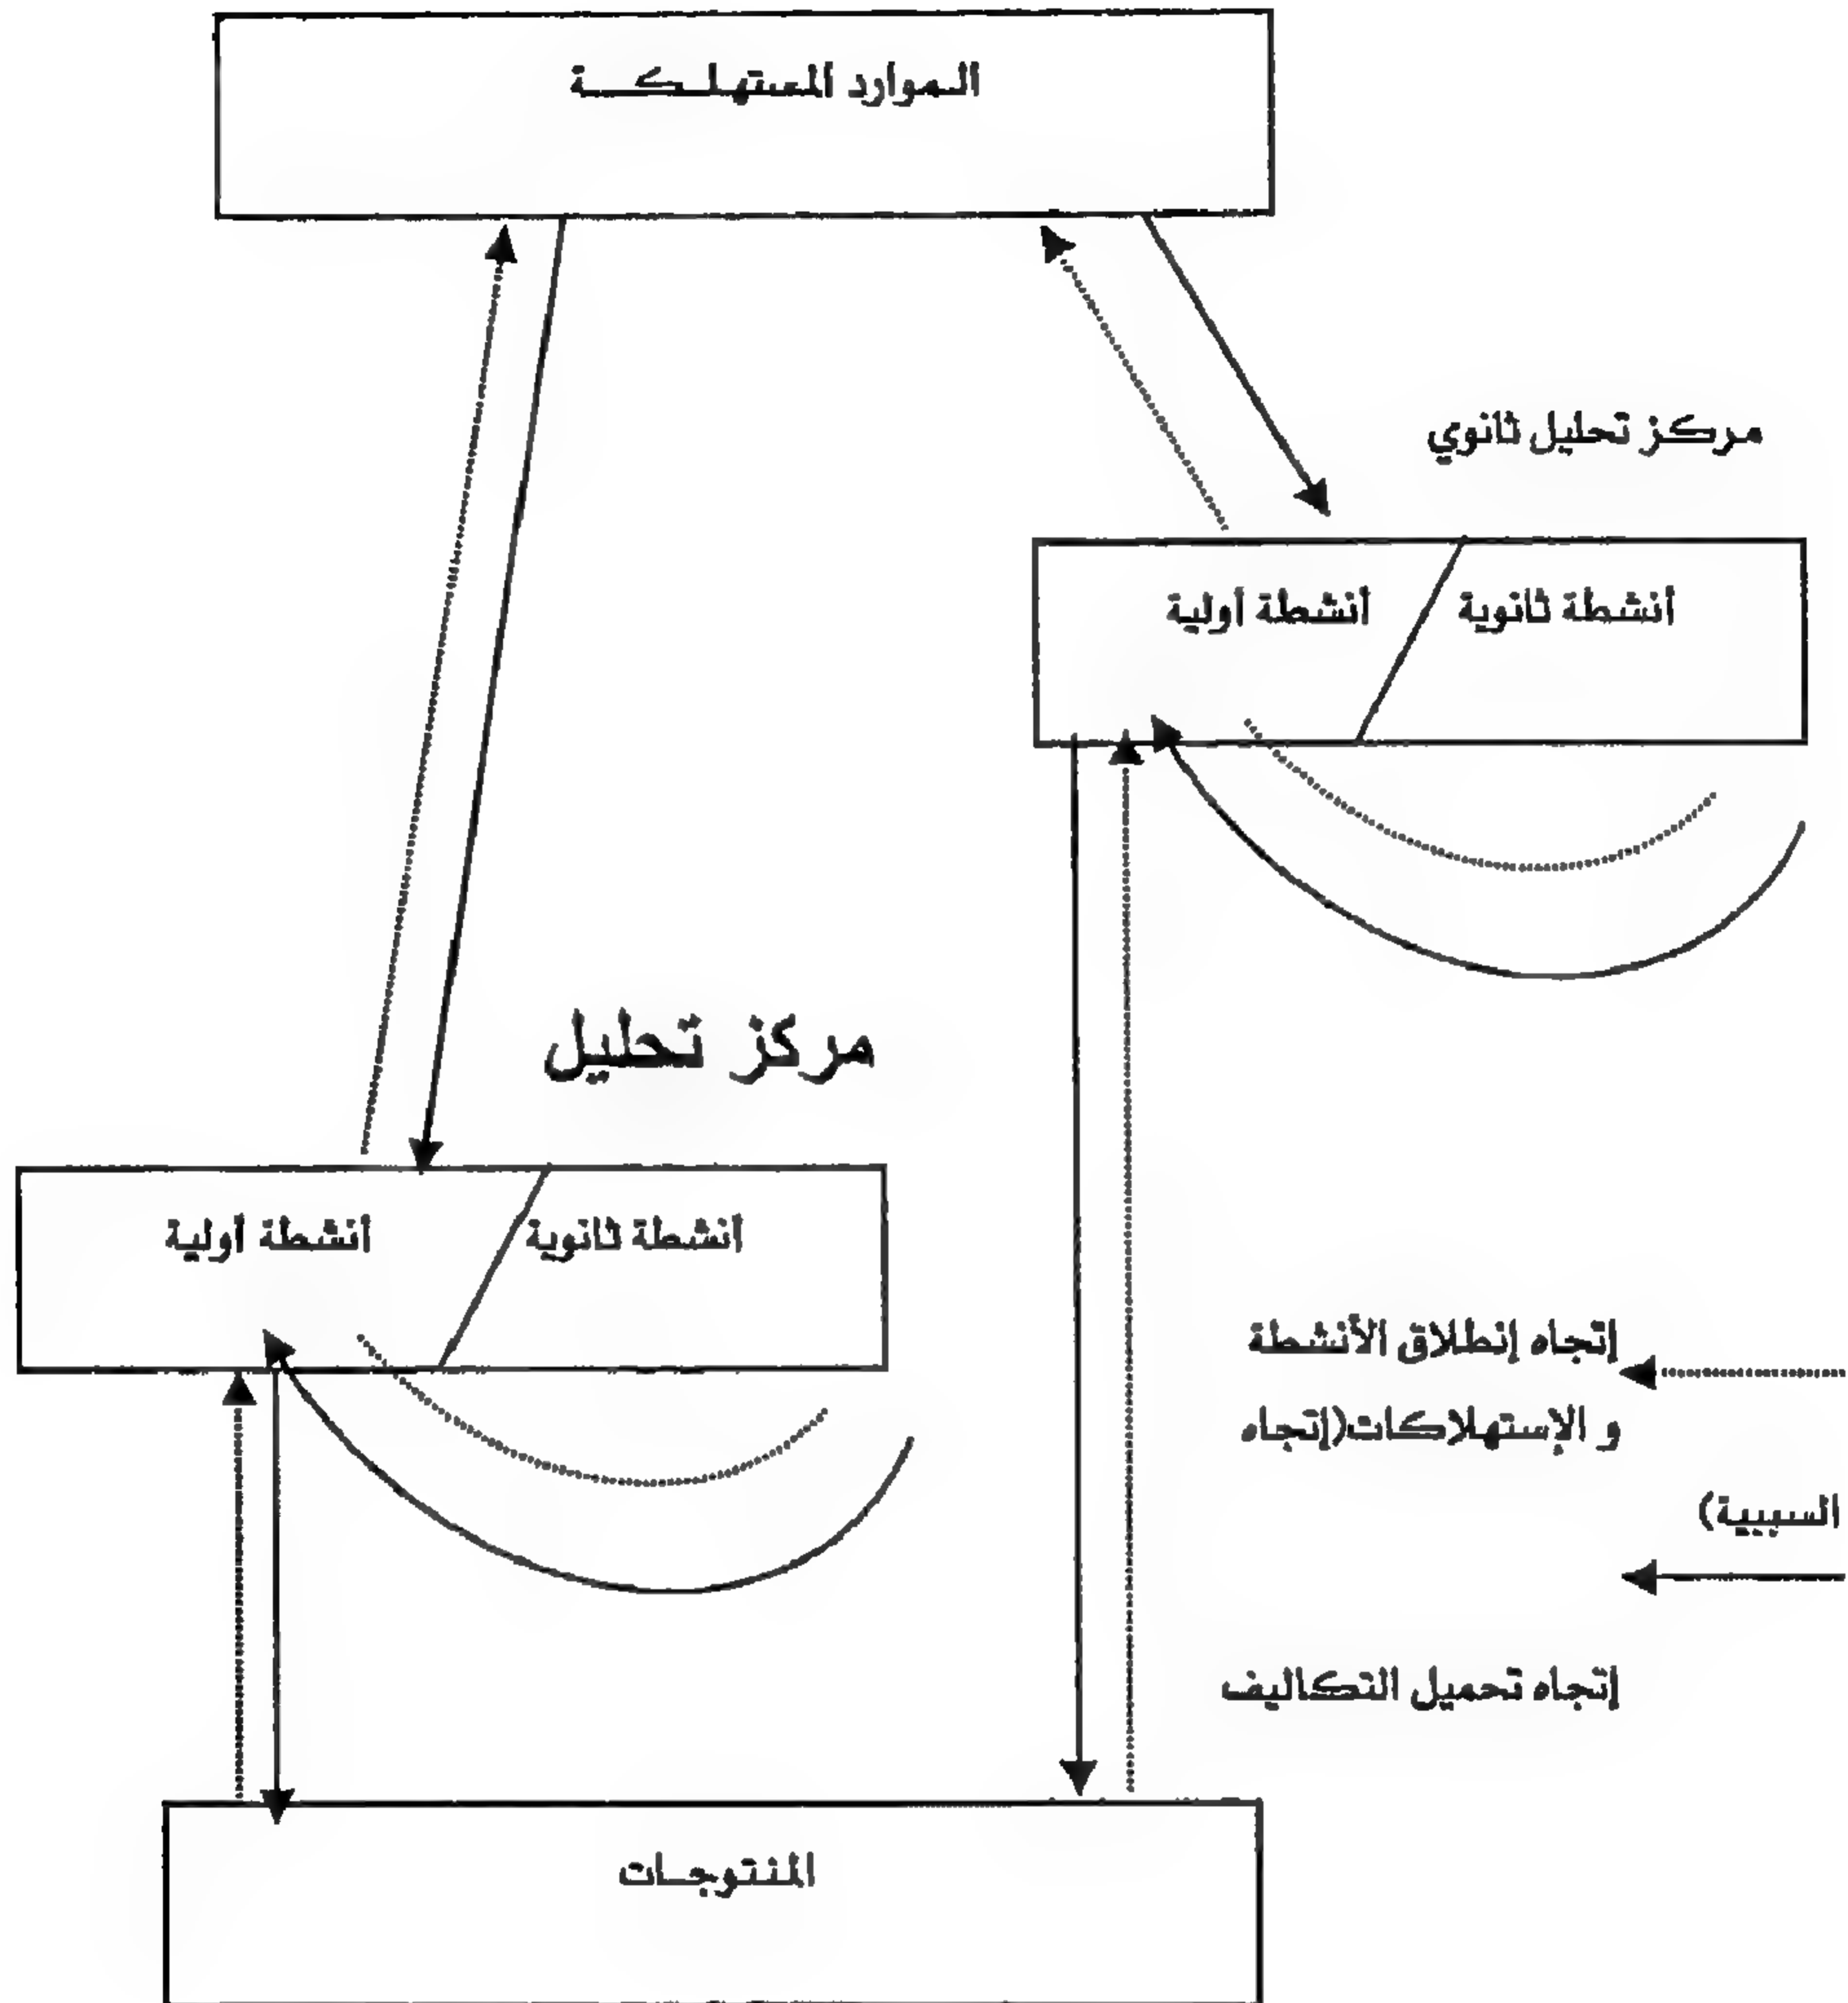 الموارد المستهلكة
مركز تحليل ثانوي
أنشطة ثانوية
أنشطة أولية
مركز تحليل
أنشطة ثانوية
أنشطة أولية
إتجاه إنطلاق الأنشطة
و الإستهلاكات(إتجاه
السببية)
إتجاه تحميل التكاليف
المنتوجات